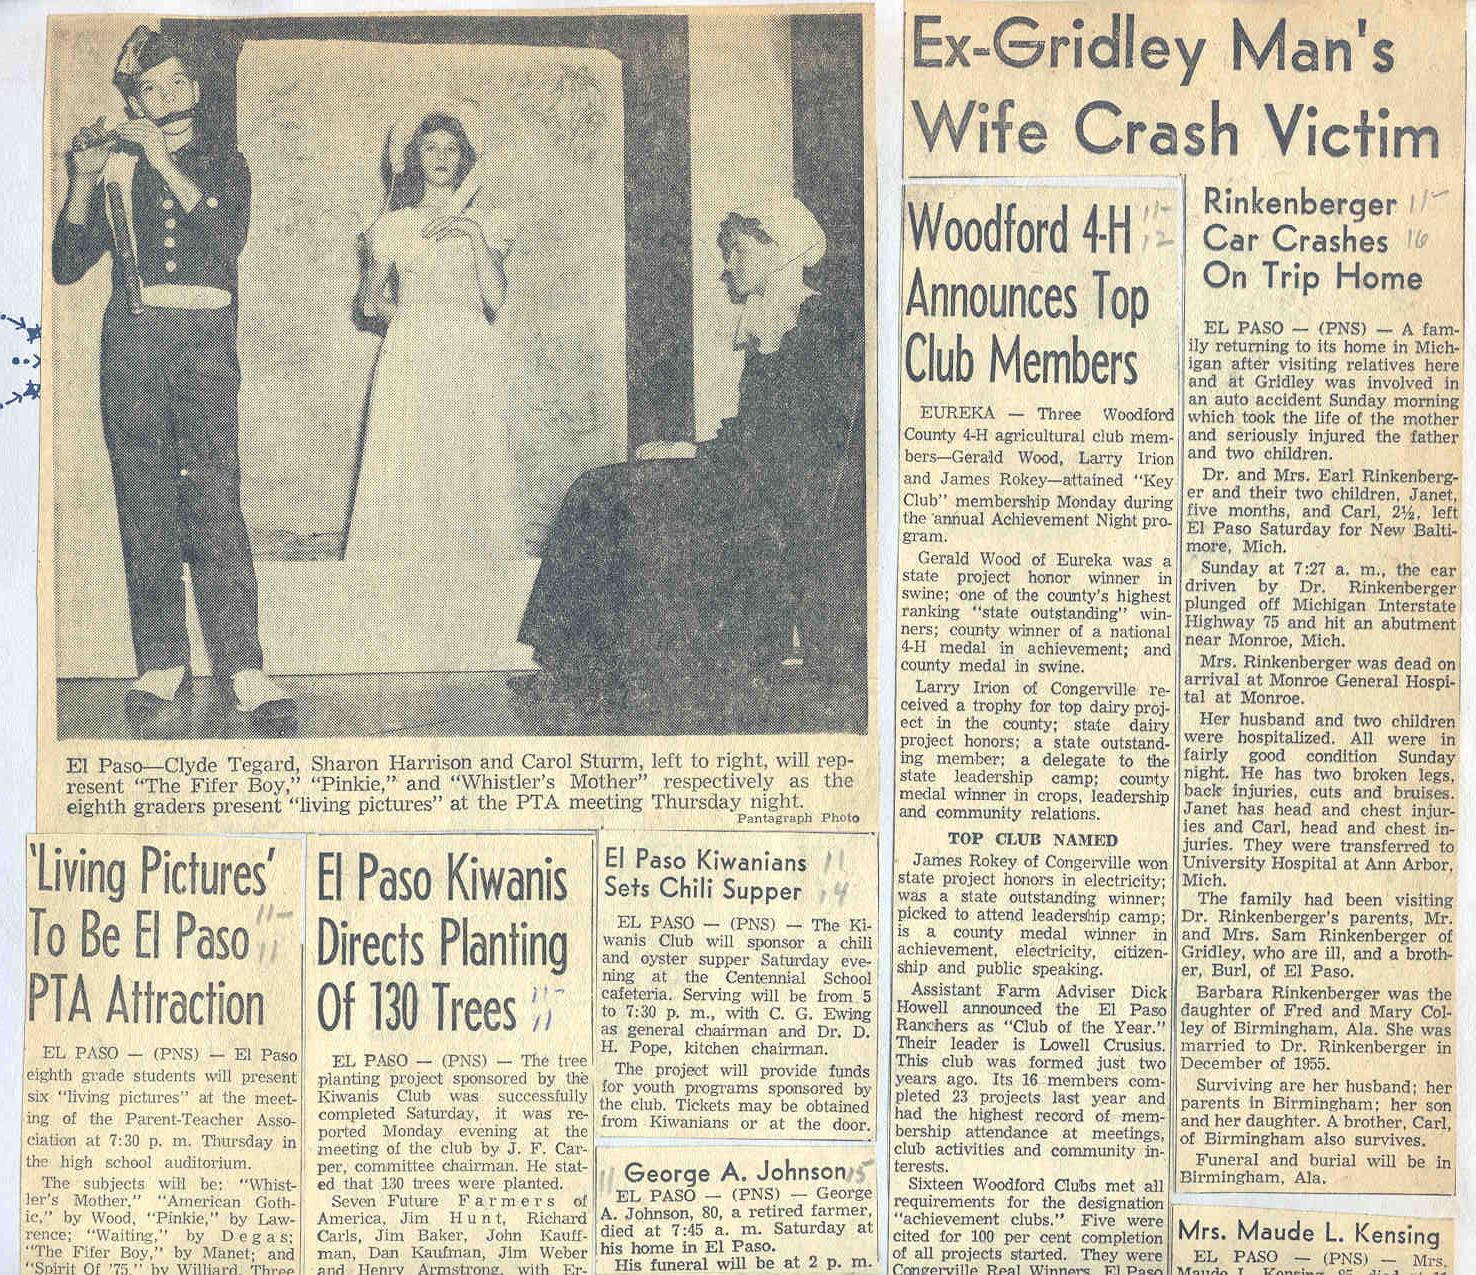 El Paso—Clyde Tegard, Sharon Harrison and Carol Sturm, left to right, will rep-
resent “The Fifer Boy,” “Pinkie,” and “Whistler’s Mother” respectively as the
eighth graders present “living pictures” at the PTA meeting Thursday night.
Pantagraph Photo
'Living Pictures'
To Be El Paso
PTA Attraction
11-
11
EL PASO — (PNS) — El Paso
eighth grade students will present
six “living pictures” at the meet-
ing of the Parent-Teacher Asso-
ciation at 7:30 p. m. Thursday in
the high school auditorium.
The subjects will be: “Whist-
ler’s Mother,” “American Goth-
ic,” by Wood, “Pinkie,” by Law-
rence; “Waiting,” by Degas;
“The Fifer Boy,” by Manet; and
“Spirit Of ’75,” by Williard. Three
El Paso Kiwanis
Directs Planting
Of 130 Trees
11-
11
EL PASO — (PNS) — The tree
planting project sponsored by the
Kiwanis Club was successfully
completed Saturday, it was re-
ported Monday evening at the
meeting of the club by J. F. Car-
per, committee chairman. He stat-
ed that 130 trees were planted.
Seven Future Farmers of
America, Jim Hunt, Richard
Carls, Jim Baker, John Kauff-
man, Dan Kaufman, Jim Weber
and Henry Armstrong, with Er-
El Paso Kiwanians 11
Sets Chili Supper 14
EL PASO — (PNS) — The Ki-
wanis Club will sponsor a chili
and oyster supper Saturday eve-
ning at the Centennial School
cafeteria. Serving will be from 5
to 7:30 p. m., with C. G. Ewing
as general chairman and Dr. D.
H. Pope, kitchen chairman.
The project will provide funds
for youth programs sponsored by
the club. Tickets may be obtained
from Kiwanians or at the door.
11 George A. Johnson 15
EL PASO — (PNS) — George
A. Johnson, 80, a retired farmer,
died at 7:45 a. m. Saturday at
his home in El Paso.
His funeral will be at 2 p. m.
Ex-Gridley Man's
Wife Crash Victim
Woodford 4-H 11-
12
Announces Top
Club Members
EUREKA — Three Woodford
County 4-H agricultural club mem-
bers—Gerald Wood, Larry Irion
and James Rokey—attained “Key
Club” membership Monday during
the annual Achievement Night pro-
gram.
Gerald Wood of Eureka was a
state project honor winner in
swine; one of the county’s highest
ranking “state outstanding” win-
ners; county winner of a national
4-H medal in achievement; and
county medal in swine.
Larry Irion of Congerville re-
ceived a trophy for top dairy proj-
ect in the county; state dairy
project honors; a state outstand-
ing member; a delegate to the
state leadership camp; county
medal winner in crops, leadership
and community relations.
TOP CLUB NAMED
James Rokey of Congerville won
state project honors in electricity;
was a state outstanding winner;
picked to attend leadership camp;
is a county medal winner in
achievement, electricity, citizen-
ship and public speaking.
Assistant Farm Adviser Dick
Howell announced the El Paso
Ranchers as “Club of the Year.”
Their leader is Lowell Crusius.
This club was formed just two
years ago. Its 16 members com-
pleted 23 projects last year and
had the highest record of mem-
bership attendance at meetings,
club activities and community in-
terests.
Sixteen Woodford Clubs met all
requirements for the designation
“achievement clubs.” Five were
cited for 100 per cent completion
of all projects started. They were
Congerville Real Winners, El Paso
Rinkenberger 11-
Car Crashes 16
On Trip Home
EL PASO — (PNS) — A fam-
ily returning to its home in Mich-
igan after visiting relatives here
and at Gridley was involved in
an auto accident Sunday morning
which took the life of the mother
and seriously injured the father
and two children.
Dr. and Mrs. Earl Rinkenberg-
er and their two children, Janet,
five months, and Carl, 2½, left
El Paso Saturday for New Balti-
more, Mich.
Sunday at 7:27 a. m., the car
driven by Dr. Rinkenberger
plunged off Michigan Interstate
Highway 75 and hit an abutment
near Monroe, Mich.
Mrs. Rinkenberger was dead on
arrival at Monroe General Hospi-
tal at Monroe.
Her husband and two children
were hospitalized. All were in
fairly good condition Sunday
night. He has two broken legs,
back injuries, cuts and bruises.
Janet has head and chest injur-
ies and Carl, head and chest in-
juries. They were transferred to
University Hospital at Ann Arbor,
Mich.
The family had been visiting
Dr. Rinkenberger’s parents, Mr.
and Mrs. Sam Rinkenberger of
Gridley, who are ill, and a broth-
er, Burl, of El Paso.
Barbara Rinkenberger was the
daughter of Fred and Mary Col-
ley of Birmingham, Ala. She was
married to Dr. Rinkenberger in
December of 1955.
Surviving are her husband; her
parents in Birmingham; her son
and her daughter. A brother, Carl,
of Birmingham also survives.
Funeral and burial will be in
Birmingham, Ala.
Mrs. Maude L. Kensing
EL PASO — (PNS) — Mrs.
Maude L. Kensing